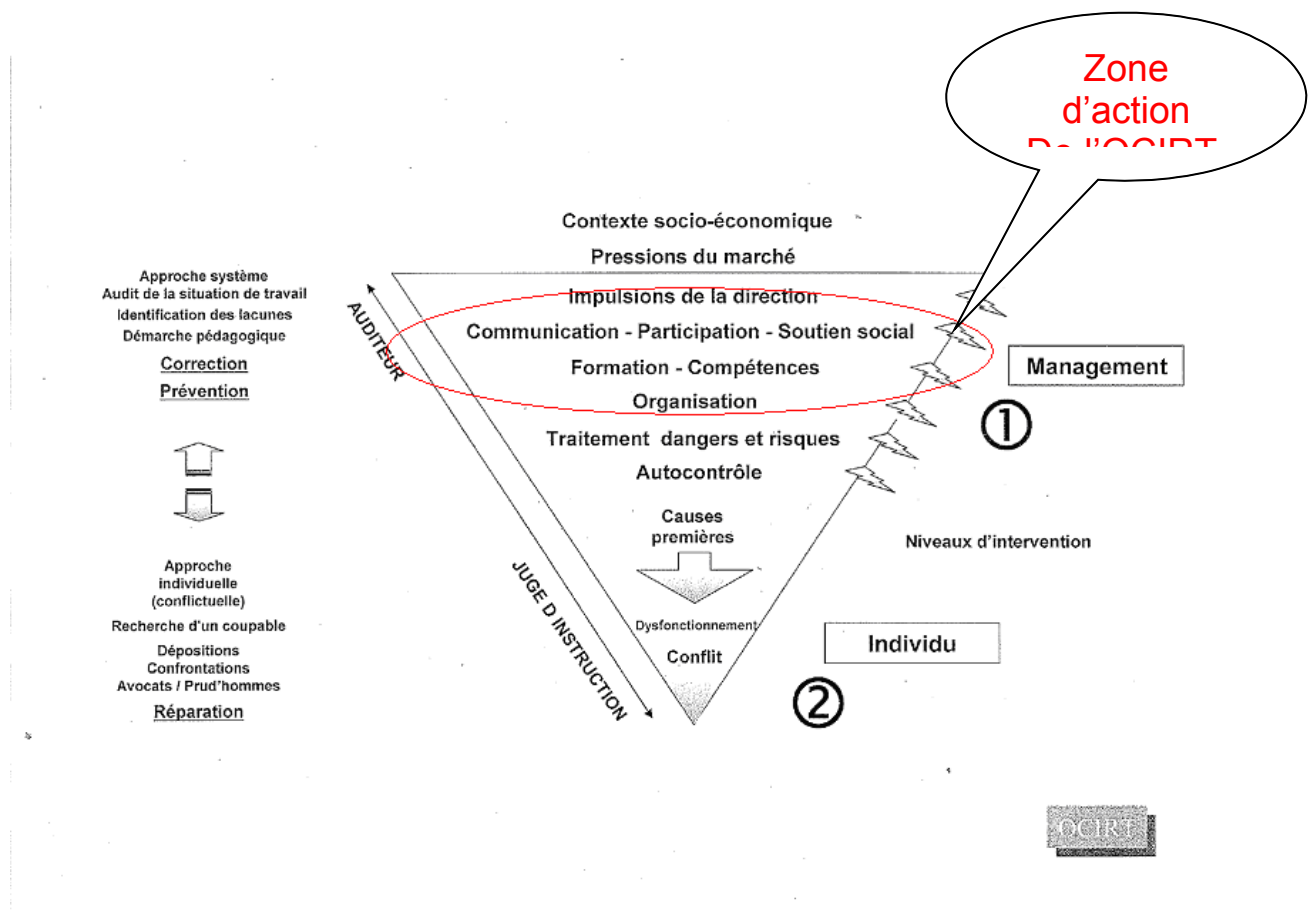 Zone
d'action
De l'OCIRT
Contexte socio-économique
Pressions du marché
Approche système
Audit de la situation de travail
Identification des lacunes
Démarche pédagogique
Correction
Prévention
AUDITEUR
Impulsions de la direction
Communication - Participation - Soutien social
Formation - Compétences
Organisation
Traitement dangers et risques
Autocontrôle
Management
1
Causes
premières
Niveaux d'intervention
Approche
individuelle
(conflictuelle)
Recherche d'un coupable
Dépositions
Confrontations
Avocats / Prud'hommes
Réparation
JUGE D INSTRUCTION
Dysfonctionnement
Conflit
Individu
2
OCIRT